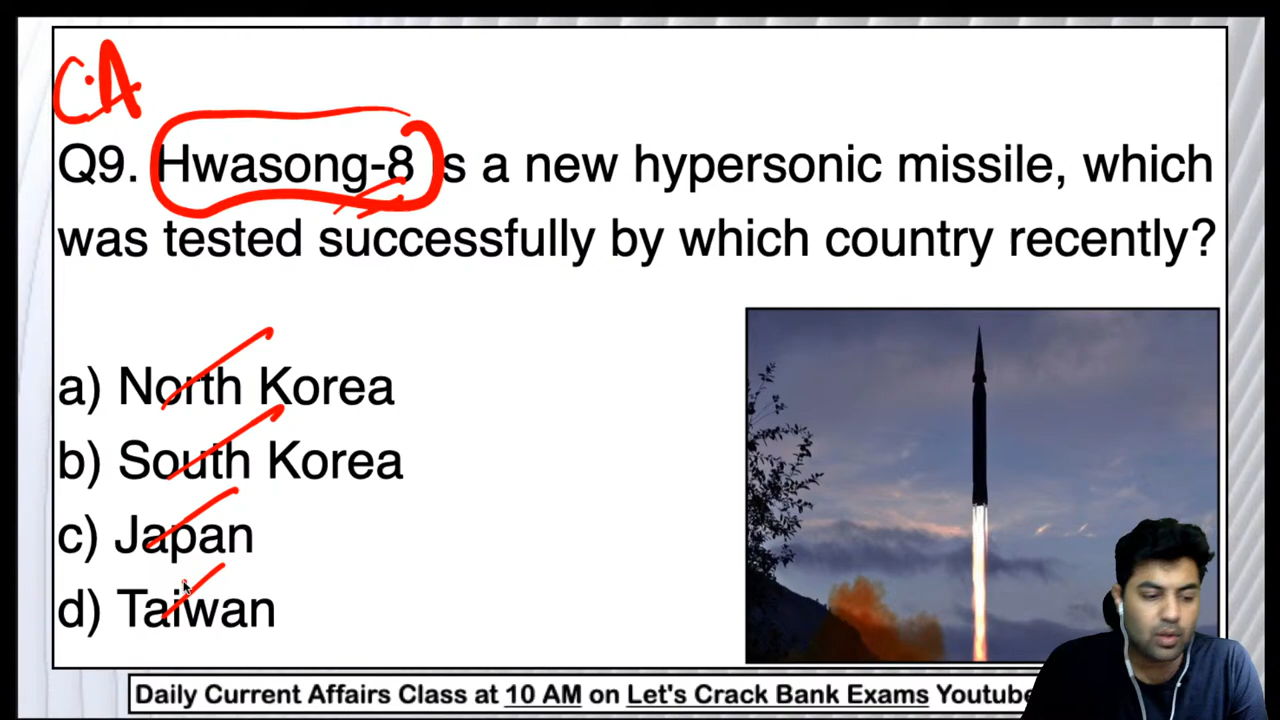 C.A
Q9. Hwasong-8 is a new hypersonic missile, which
was tested successfully by which country recently?
a) North Korea
b) South Korea
c) Japan
d) Taiwan
Daily Current Affairs Class at 10 AM on Let's Crack Bank Exams Youtube